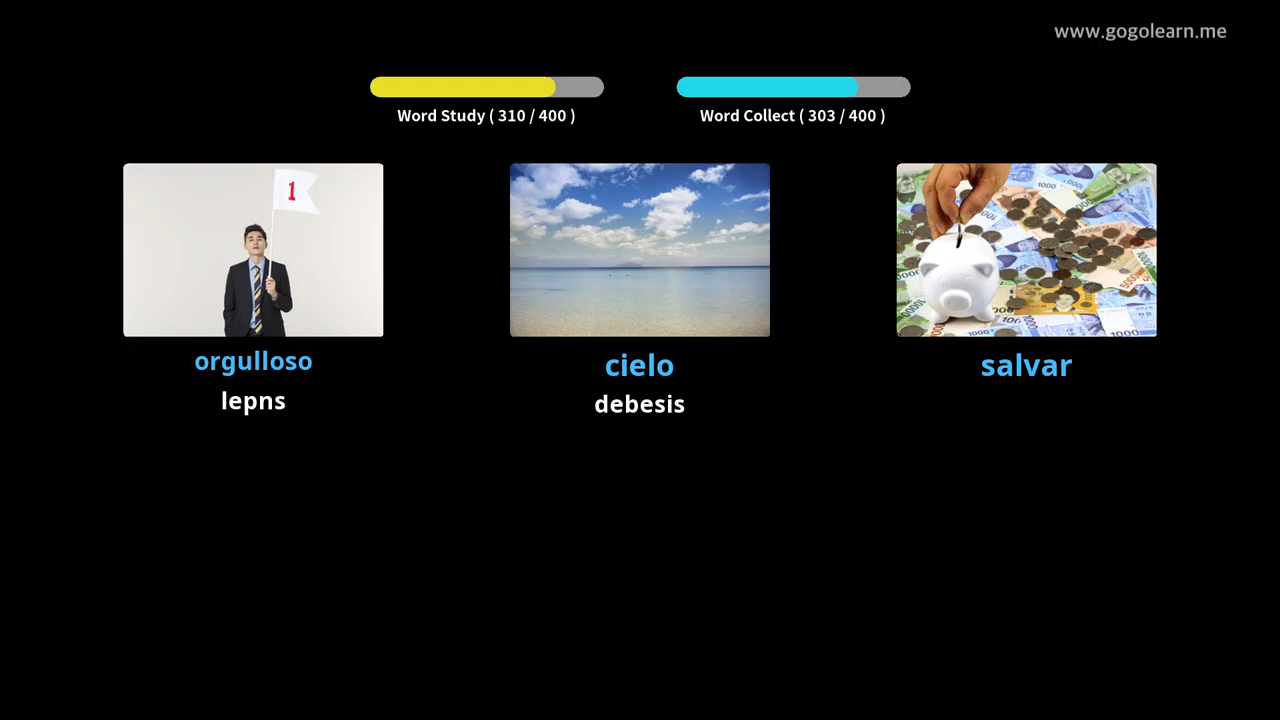 www.gogolearn.me
Word Study ( 310 / 400 )
Word Collect ( 303 / 400 )
1
orgulloso
lepns
cielo
debesis
salvar